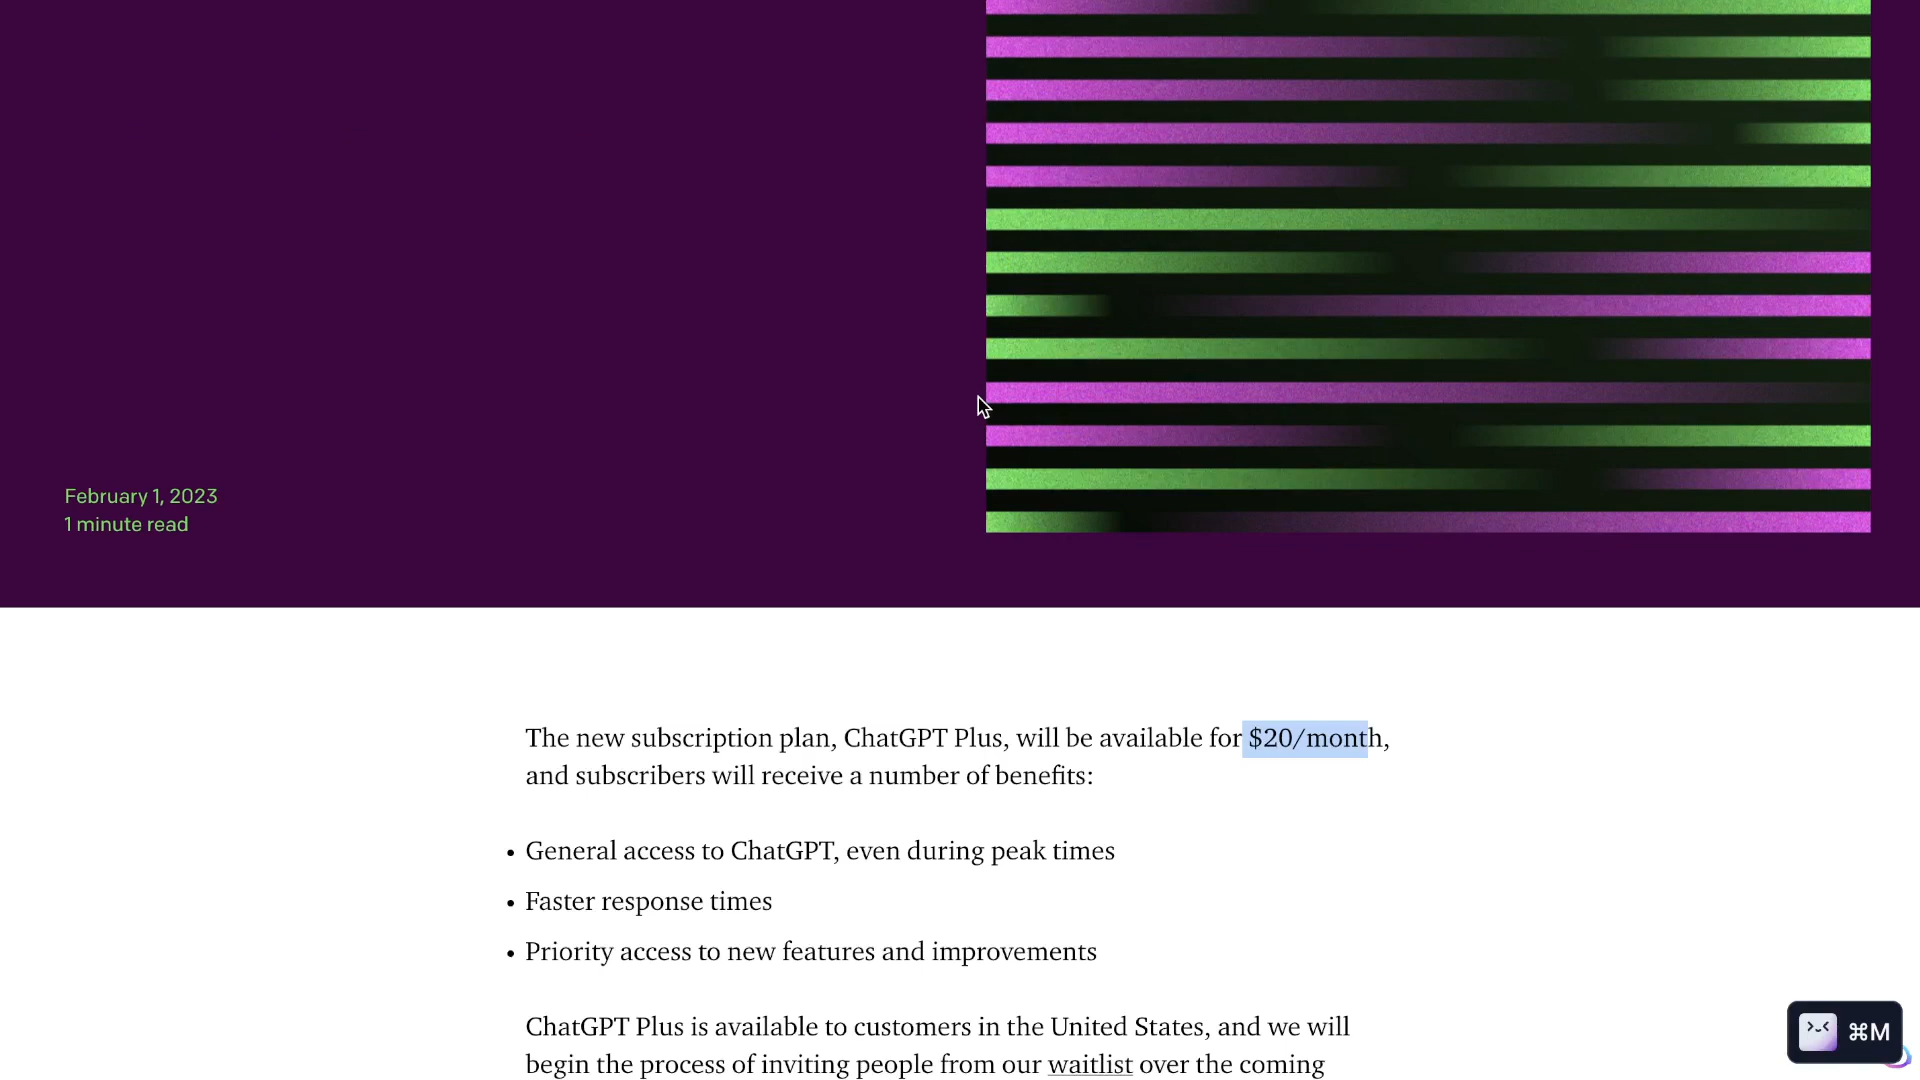 February 1, 2023
1 minute read
The new subscription plan, ChatGPT Plus, will be available for $20/month,
and subscribers will receive a number of benefits:
• General access to ChatGPT, even during peak times
• Faster response times
• Priority access to new features and improvements
ChatGPT Plus is available to customers in the United States, and we will
begin the process of inviting people from our waitlist over the coming
⌘M